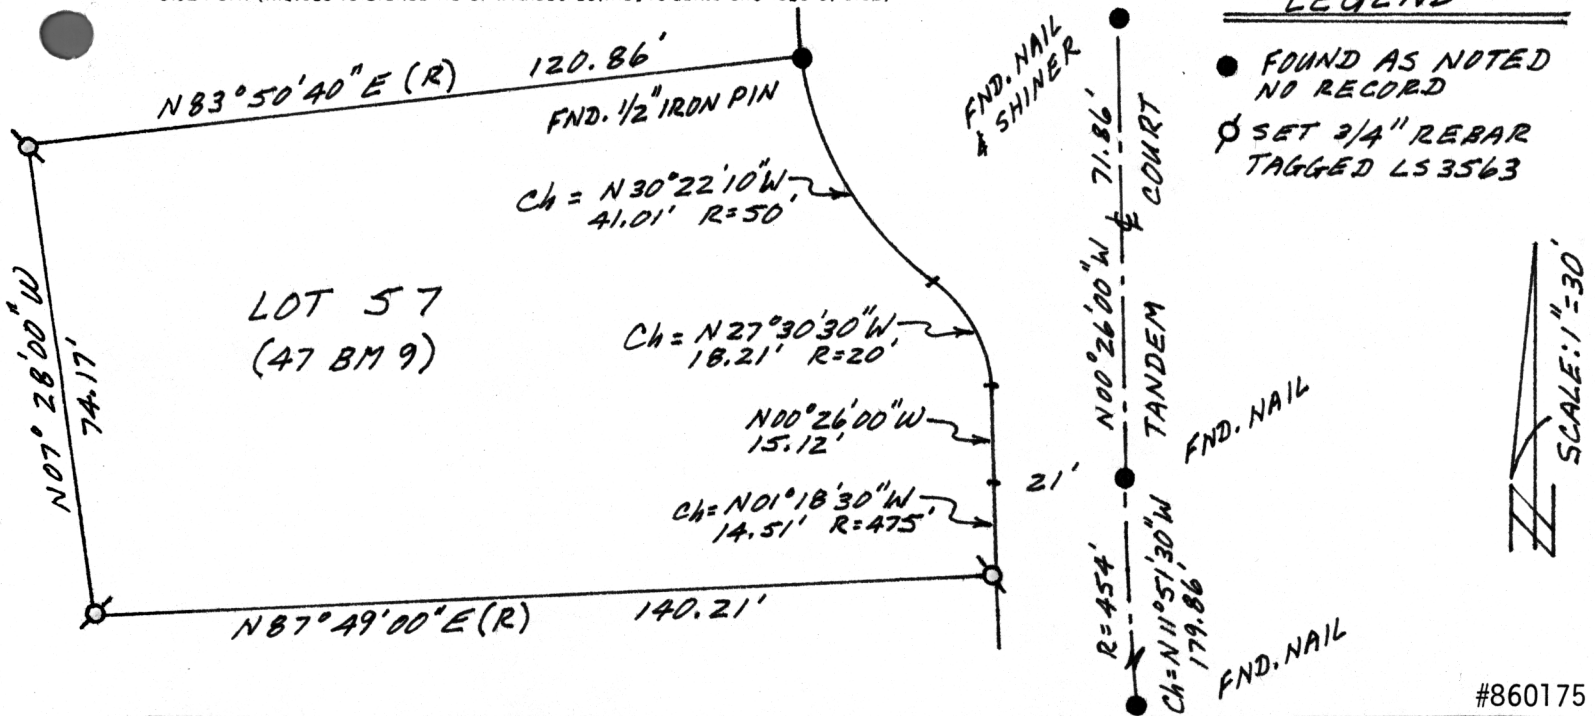 LEGEND
FOUND AS NOTED
NO RECORD
SET 3/4" REBAR
TAGGED LS 3563
N83°50'40"E (R) 120.86'
FND. 1/2" IRON PIN
FND. NAIL
& SHINER
Ch = N30°22'10"W
41.01' R=50'
LOT 57
(47 BM 9)
Ch = N27°30'30"W
18.21' R=20'
N00°26'00"W
15.12'
Ch= N01°18'30"W
14.51' R=475'
N07°28'00"W
74.17'
N87°49'00"E (R) 140.21'
21'
N00°26'00"W ℄ 71.86'
TANDEM COURT
FND. NAIL
R=454'
Ch=N11°51'30"W
179.86'
FND. NAIL
SCALE: 1"=30'
#860175